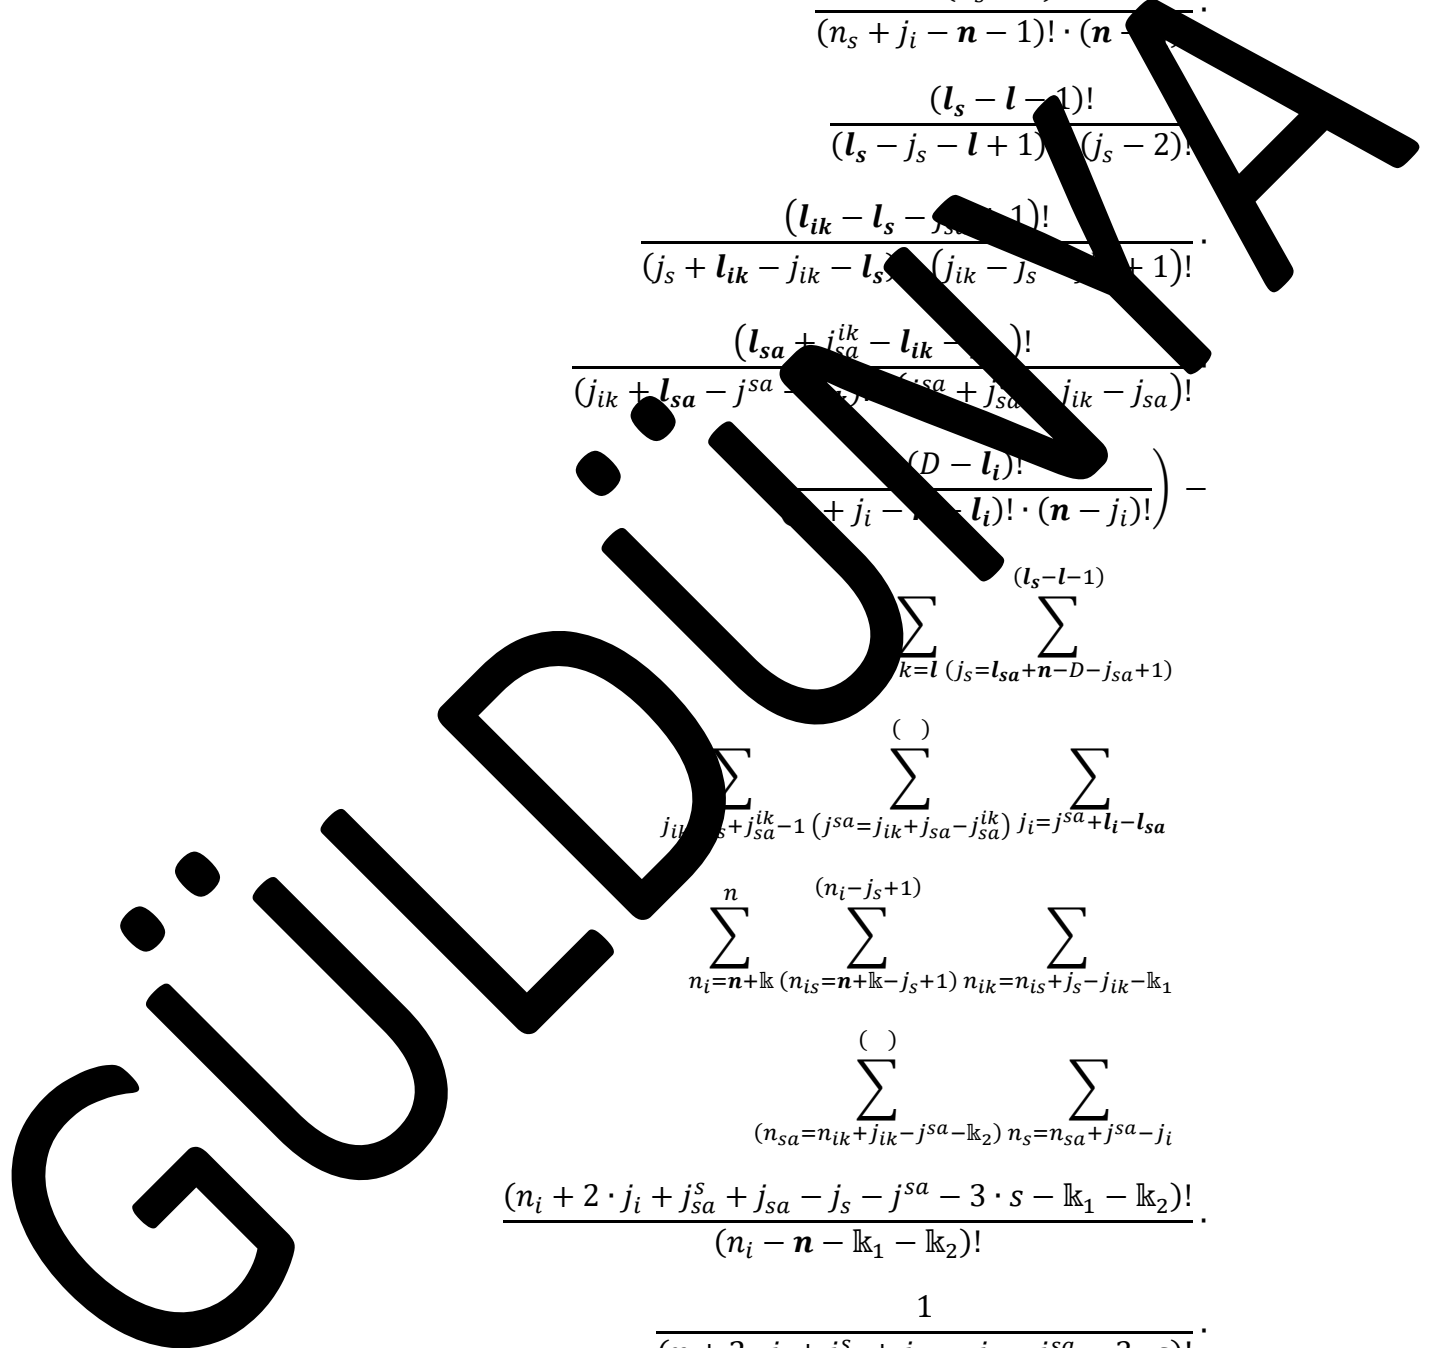 (n_s + j_i − n − 1)! · (n
(l_s − l − 1)!
(l_s − j_s − l + 1) (j_s − 2)!
(l_ik − l_s − 1)!
(j_s + l_ik − j_ik − l_s) (j_ik − j_s + 1)! ·
(l_sa + j_sa^ik − l_ik − )!
(j_ik + l_sa − j^sa − + j_sa j_ik − j_sa)!
(D − l_i)!
+ j_i − l_i)! · (n − j_i)! ) −
(l_s−l−1)
∑ ∑
k=l (j_s=l_sa+n−D−j_sa+1)
( )
∑ ∑ ∑
j_ik +j_sa^ik−1 (j^sa=j_ik+j_sa−j_sa^ik) j_i=j^sa+l_i−l_sa
n (n_i−j_s+1)
∑ ∑ ∑
n_i=n+𝕜 (n_is=n+𝕜−j_s+1) n_ik=n_is+j_s−j_ik−𝕜_1
( )
∑ ∑
(n_sa=n_ik+j_ik−j^sa−𝕜_2) n_s=n_sa+j^sa−j_i
(n_i + 2 · j_i + j_sa^s + j_sa − j_s − j^sa − 3 · s − 𝕜_1 − 𝕜_2)!
(n_i − n − 𝕜_1 − 𝕜_2)! ·
1
GÜLDÜNYA